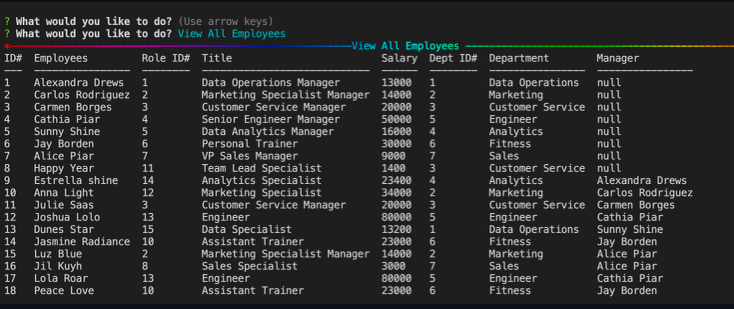 ? What would you like to do? (Use arrow keys)
? What would you like to do? View All Employees
View All Employees
ID# Employees Role ID# Title Salary Dept ID# Department Manager
1 Alexandra Drews 1 Data Operations Manager 13000 1 Data Operations null
2 Carlos Rodriguez 2 Marketing Specialist Manager 14000 2 Marketing null
3 Carmen Borges 3 Customer Service Manager 20000 3 Customer Service null
4 Cathia Piar 4 Senior Engineer Manager 50000 5 Engineer null
5 Sunny Shine 5 Data Analytics Manager 16000 4 Analytics null
6 Jay Borden 6 Personal Trainer 30000 6 Fitness null
7 Alice Piar 7 VP Sales Manager 9000 7 Sales null
8 Happy Year 11 Team Lead Specialist 1400 3 Customer Service null
9 Estrella shine 14 Analytics Specialist 23400 4 Analytics Alexandra Drews
10 Anna Light 12 Marketing Specialist 34000 2 Marketing Carlos Rodriguez
11 Julie Saas 3 Customer Service Manager 20000 3 Customer Service Carmen Borges
12 Joshua Lolo 13 Engineer 80000 5 Engineer Cathia Piar
13 Dunes Star 15 Data Specialist 13200 1 Data Operations Sunny Shine
14 Jasmine Radiance 10 Assistant Trainer 23000 6 Fitness Jay Borden
15 Luz Blue 2 Marketing Specialist Manager 14000 2 Marketing Alice Piar
16 Jil Kuyh 8 Sales Specialist 3000 7 Sales Alice Piar
17 Lola Roar 13 Engineer 80000 5 Engineer Cathia Piar
18 Peace Love 10 Assistant Trainer 23000 6 Fitness Jay Borden